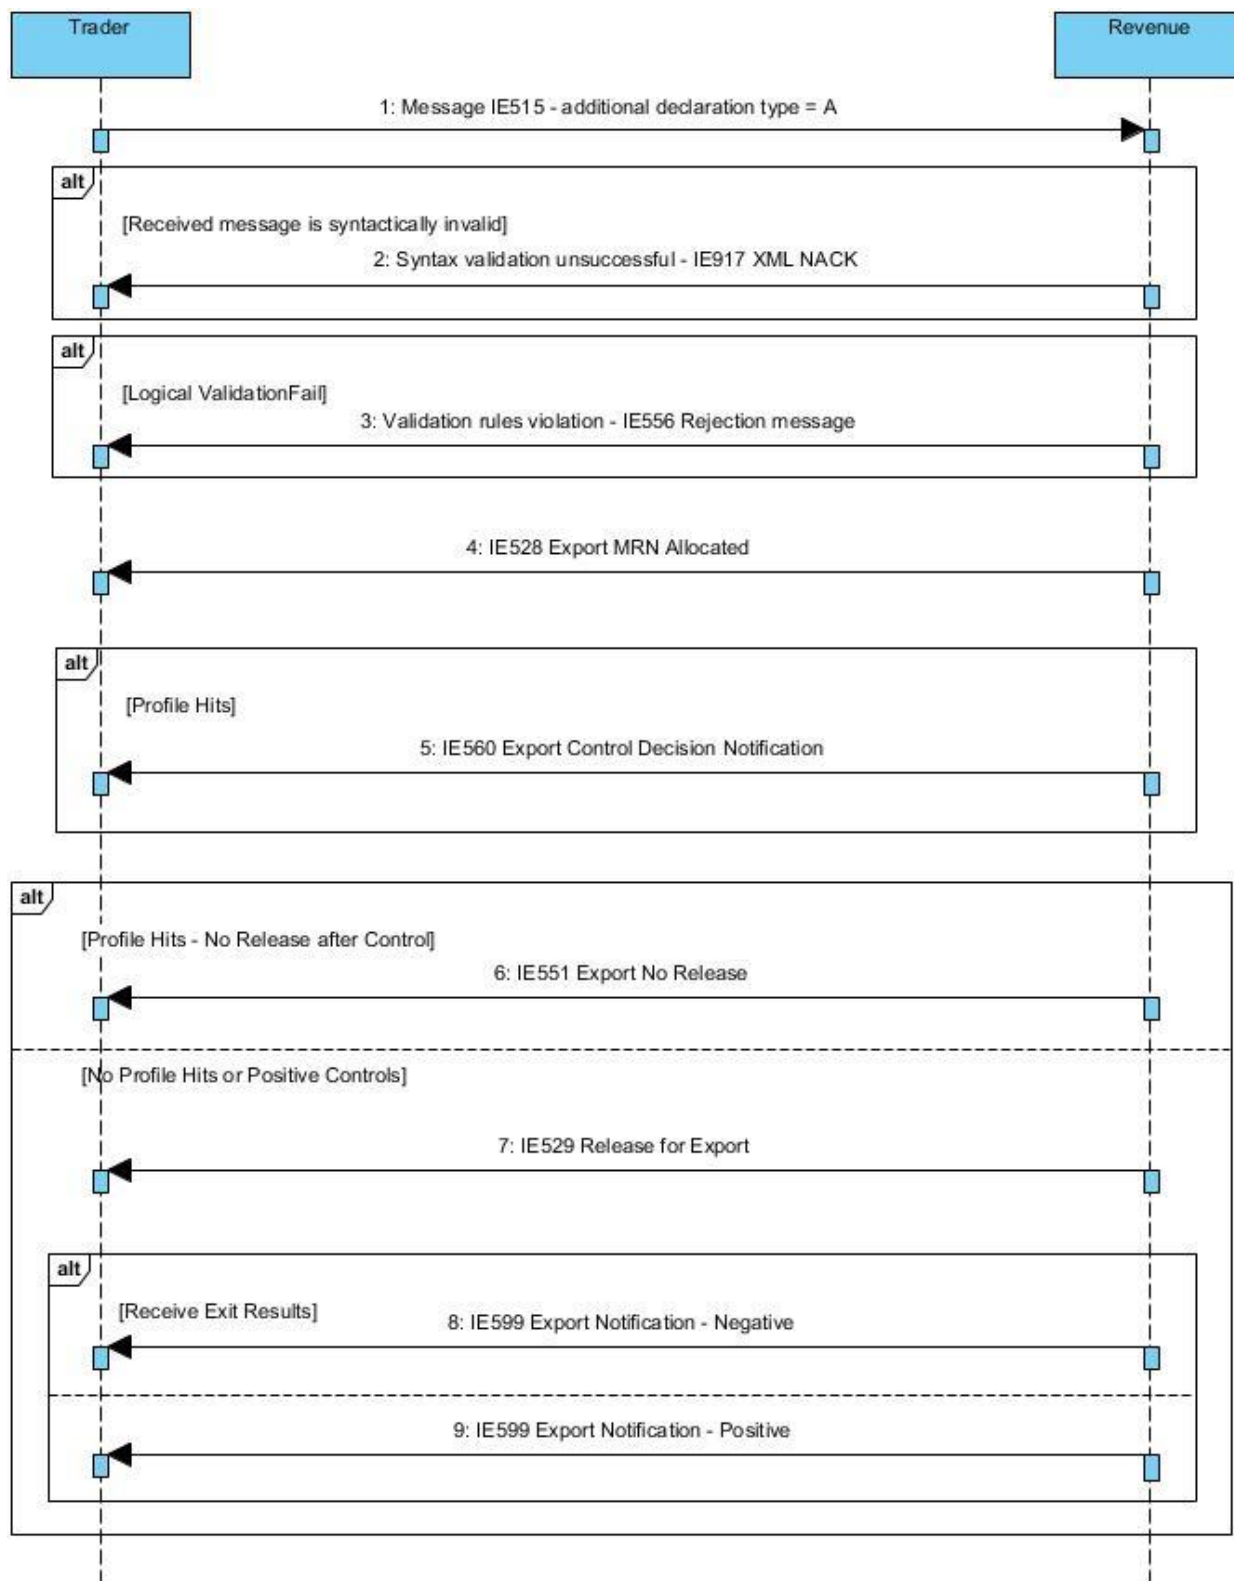 Trader
Revenue
1: Message IE515 - additional declaration type = A
alt
[Received message is syntactically invalid]
2: Syntax validation unsuccessful - IE917 XML NACK
alt
[Logical ValidationFail]
3: Validation rules violation - IE556 Rejection message
4: IE528 Export MRN Allocated
alt
[Profile Hits]
5: IE560 Export Control Decision Notification
alt
[Profile Hits - No Release after Control]
6: IE551 Export No Release
[No Profile Hits or Positive Controls]
7: IE529 Release for Export
alt
[Receive Exit Results]
8: IE599 Export Notification - Negative
9: IE599 Export Notification - Positive